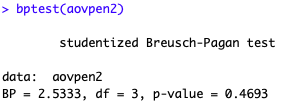 > bptest(aovpen2)
studentized Breusch-Pagan test
data:  aovpen2
BP = 2.5333, df = 3, p-value = 0.4693